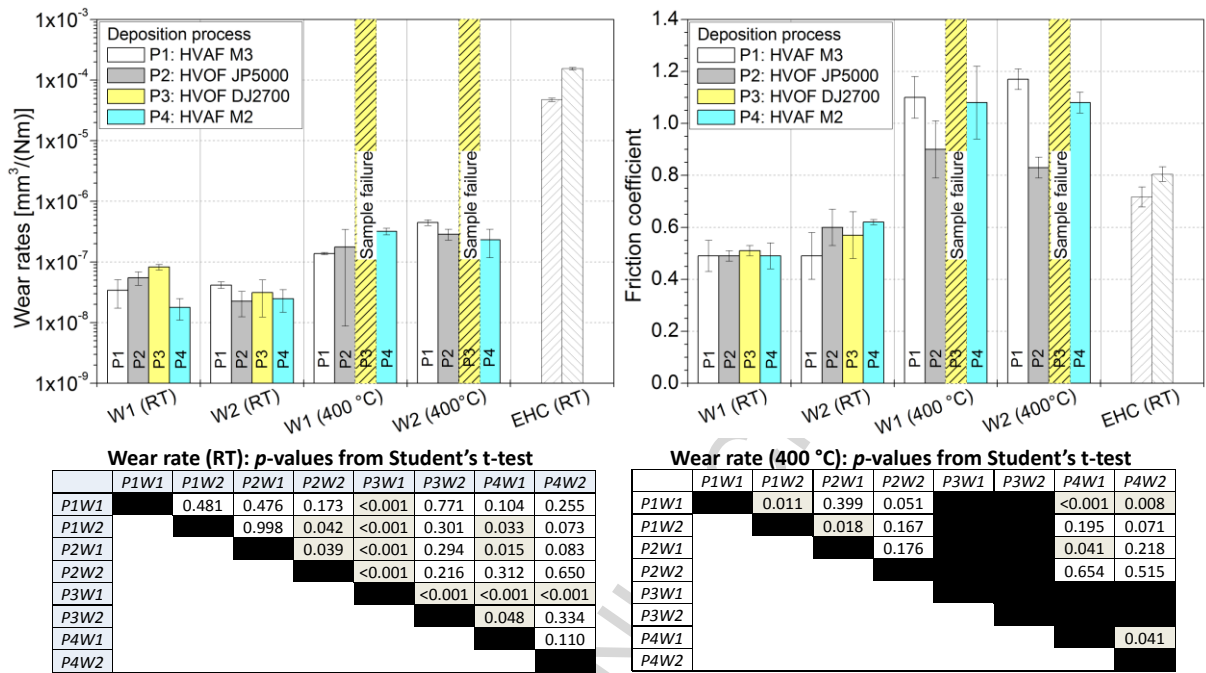 Deposition process
P1: HVAF M3
P2: HVOF JP5000
P3: HVOF DJ2700
P4: HVAF M2
1x10⁻³
1x10⁻⁴
1x10⁻⁵
1x10⁻⁶
1x10⁻⁷
1x10⁻⁸
1x10⁻⁹
Wear rates [mm³/(Nm)]
Sample failure
Sample failure
P1 P2 P3 P4 P1 P2 P3 P4 P1 P2 P3 P4 P1 P2 P3 P4
W1 (RT) W2 (RT) W1 (400 °C) W2 (400°C) EHC (RT)
Deposition process
P1: HVAF M3
P2: HVOF JP5000
P3: HVOF DJ2700
P4: HVAF M2
1.4
1.2
1.0
0.8
0.6
0.4
0.2
0.0
Friction coefficient
Sample failure
Sample failure
P1 P2 P3 P4 P1 P2 P3 P4 P1 P2 P3 P4 P1 P2 P3 P4
W1 (RT) W2 (RT) W1 (400 °C) W2 (400°C) EHC (RT)
Wear rate (RT): p-values from Student's t-test
P1W1 P1W2 P2W1 P2W2 P3W1 P3W2 P4W1 P4W2
P1W1 0.481 0.476 0.173 <0.001 0.771 0.104 0.255
P1W2 0.998 0.042 <0.001 0.301 0.033 0.073
P2W1 0.039 <0.001 0.294 0.015 0.083
P2W2 <0.001 0.216 0.312 0.650
P3W1 <0.001 <0.001 <0.001
P3W2 0.048 0.334
P4W1 0.110
P4W2
Wear rate (400 °C): p-values from Student's t-test
P1W1 P1W2 P2W1 P2W2 P3W1 P3W2 P4W1 P4W2
P1W1 0.011 0.399 0.051 <0.001 0.008
P1W2 0.018 0.167 0.195 0.071
P2W1 0.176 0.041 0.218
P2W2 0.654 0.515
P3W1
P3W2
P4W1 0.041
P4W2